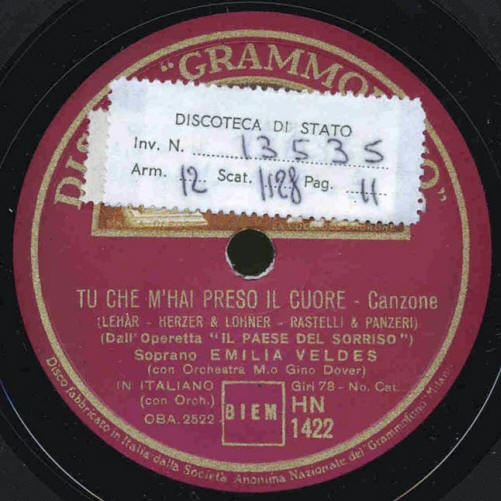 "GRAMMO
DISCOTECA DI STATO
Inv. N. 13535
Arm. 12 Scat. 1128 Pag. 11
TU CHE M'HAI PRESO IL CUORE - Canzone
(LEHÀR - HERZER & LOHNER - RASTELLI & PANZERI)
(Dall'Operetta "IL PAESE DEL SORRISO")
Soprano EMILIA VELDES
(con Orchestra M.o Gino Dover)
IN ITALIANO
(con Orch.)
OBA. 2522
BIEM
Giri 78 - No. Cat.
HN
1422
Disco fabbricato in Italia dalla Società Anonima Nazionale del "Grammofono" Milano